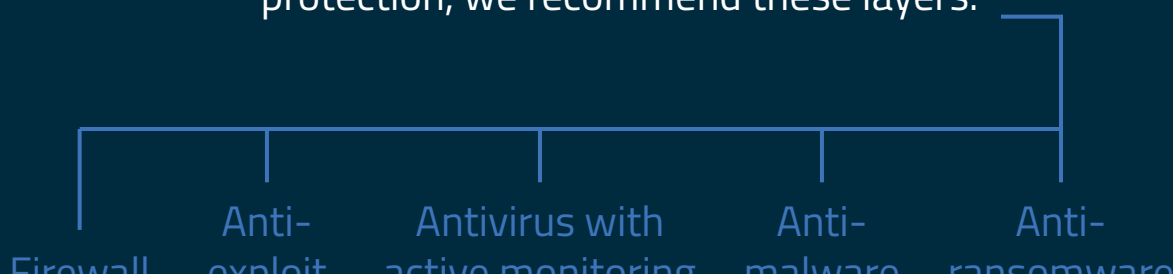 protection, we recommend these layers.
Anti- Antivirus with Anti- Anti-
Firewall exploit active monitoring malware ransomware